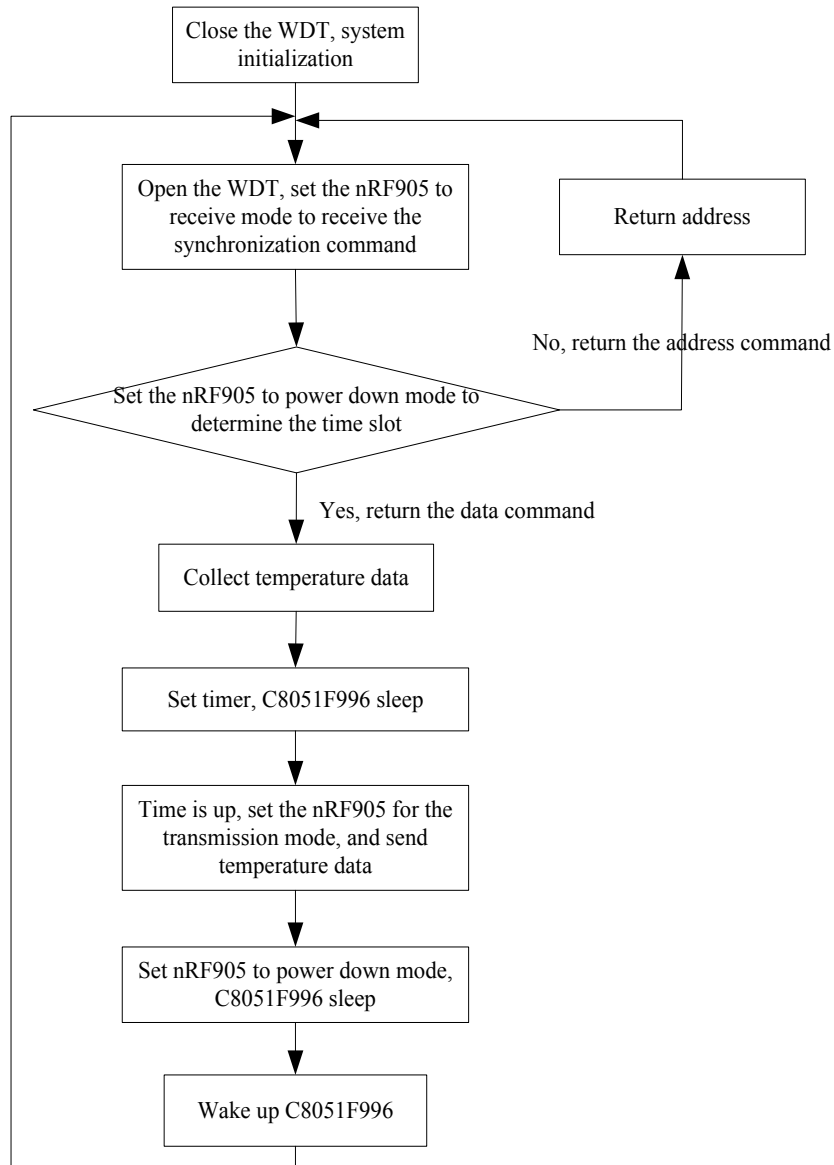 Close the WDT, system
initialization
Open the WDT, set the nRF905 to
receive mode to receive the
synchronization command
Return address
No, return the address command
Set the nRF905 to power down mode to
determine the time slot
Yes, return the data command
Collect temperature data
Set timer, C8051F996 sleep
Time is up, set the nRF905 for the
transmission mode, and send
temperature data
Set nRF905 to power down mode,
C8051F996 sleep
Wake up C8051F996